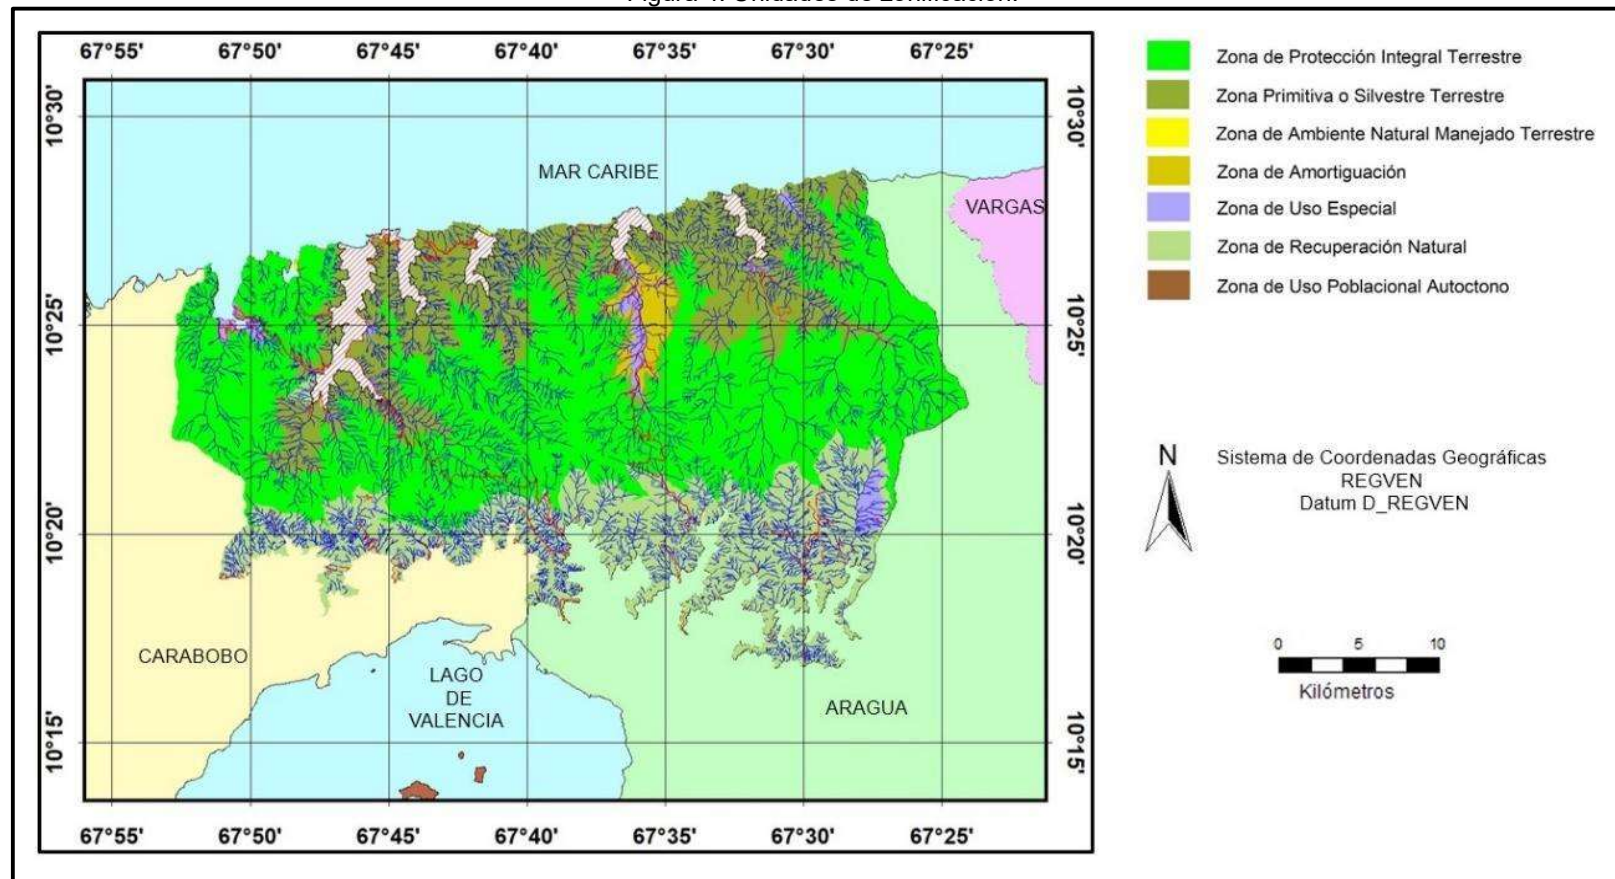 67°55' 67°50' 67°45' 67°40' 67°35' 67°30' 67°25'
10°30' 10°30'
10°25' 10°25'
10°20' 10°20'
10°15' 10°15'
MAR CARIBE
VARGAS
CARABOBO
LAGO
DE
VALENCIA
ARAGUA
67°55' 67°50' 67°45' 67°40' 67°35' 67°30' 67°25'
Zona de Protección Integral Terrestre
Zona Primitiva o Silvestre Terrestre
Zona de Ambiente Natural Manejado Terrestre
Zona de Amortiguación
Zona de Uso Especial
Zona de Recuperación Natural
Zona de Uso Poblacional Autoctono
N
Sistema de Coordenadas Geográficas
REGVEN
Datum D_REGVEN
0 5 10
Kilómetros